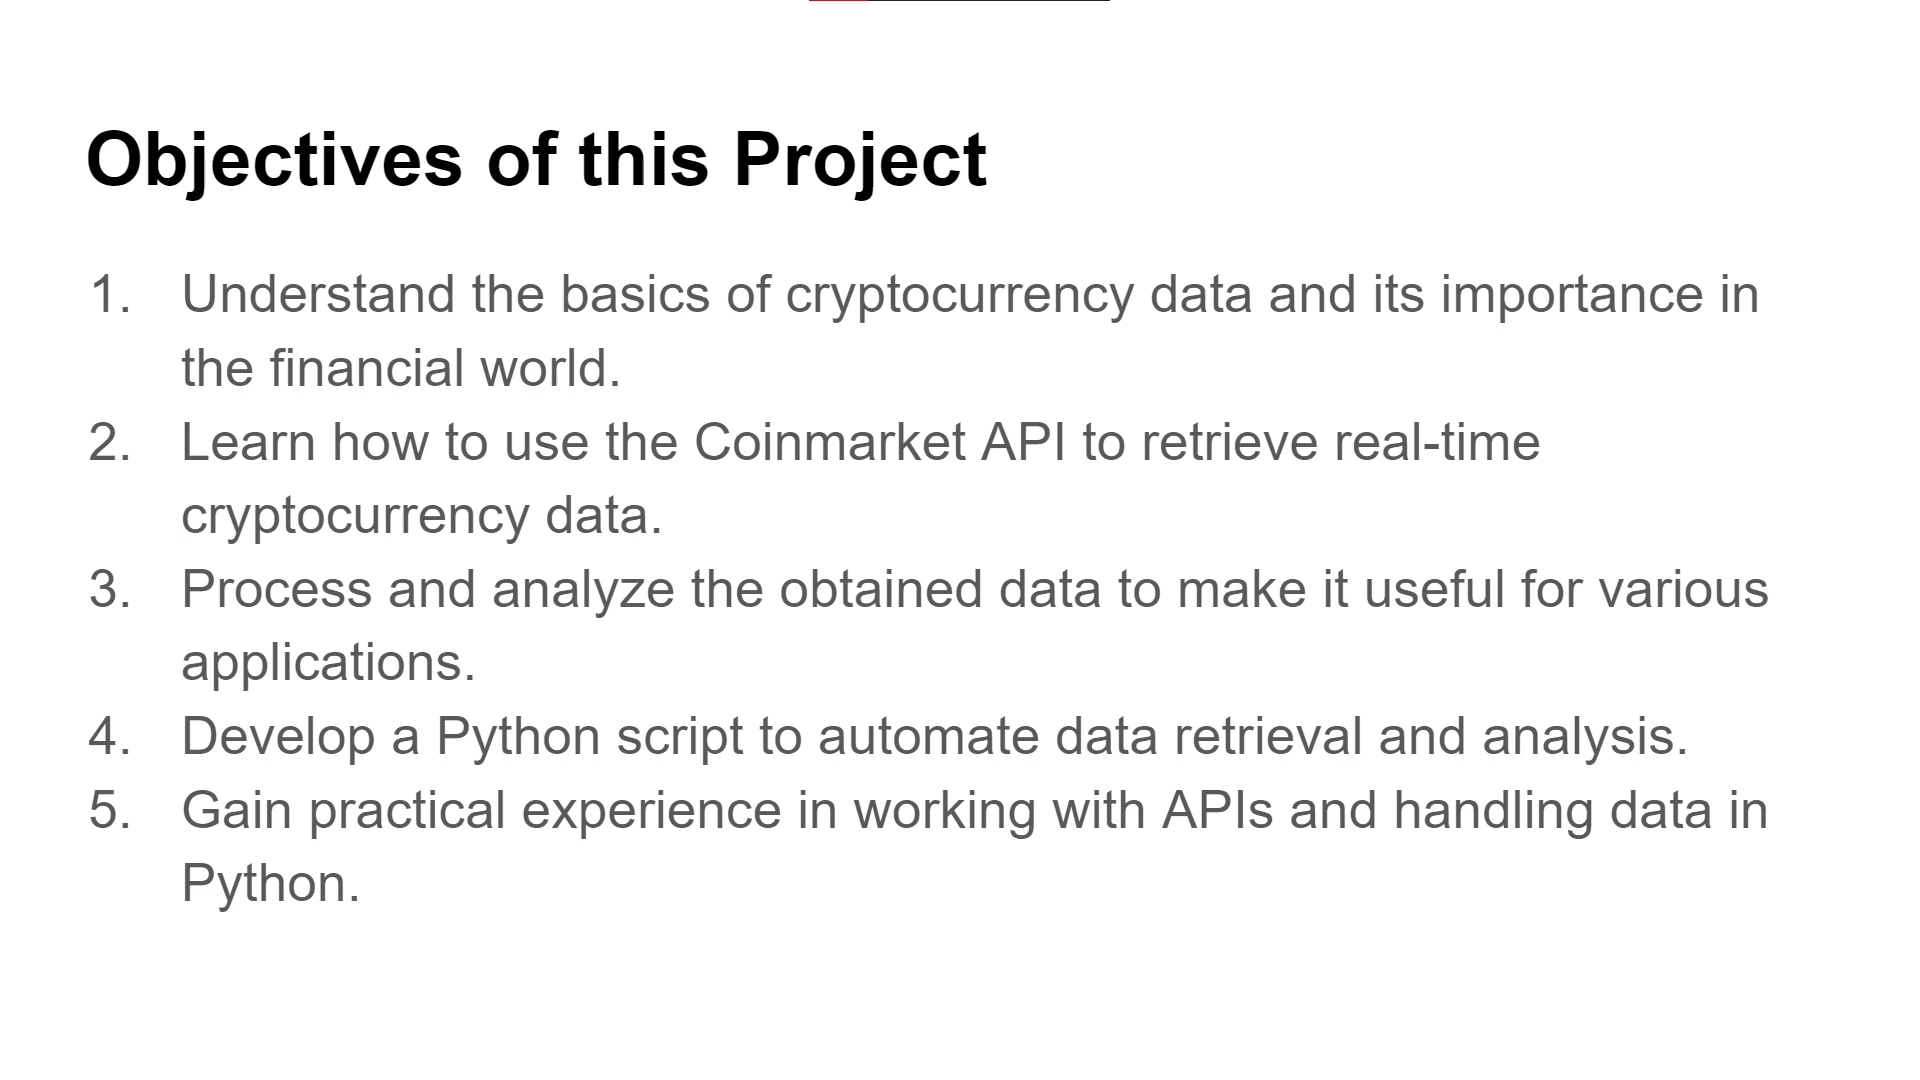 Objectives of this Project
1. Understand the basics of cryptocurrency data and its importance in
the financial world.
2. Learn how to use the Coinmarket API to retrieve real-time
cryptocurrency data.
3. Process and analyze the obtained data to make it useful for various
applications.
4. Develop a Python script to automate data retrieval and analysis.
5. Gain practical experience in working with APIs and handling data in
Python.